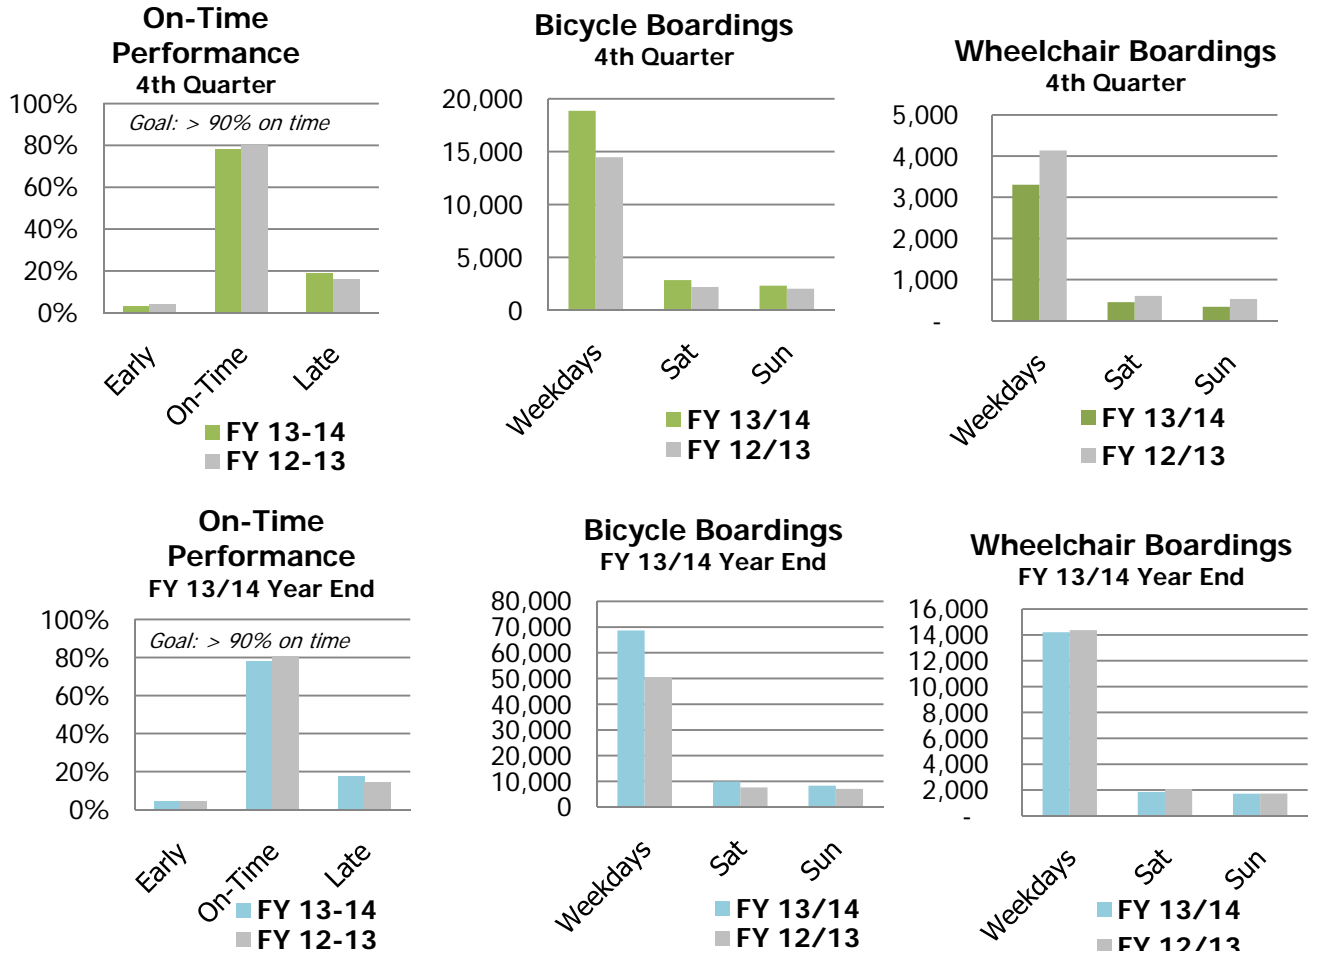 On-Time
Performance
4th Quarter
100%
80%
60%
40%
20%
0%
Goal: > 90% on time
Early
On-Time
Late
FY 13-14
FY 12-13
Bicycle Boardings
4th Quarter
20,000
15,000
10,000
5,000
0
Weekdays
Sat
Sun
FY 13/14
FY 12/13
Wheelchair Boardings
4th Quarter
5,000
4,000
3,000
2,000
1,000
-
Weekdays
Sat
Sun
FY 13/14
FY 12/13
On-Time
Performance
FY 13/14 Year End
100%
80%
60%
40%
20%
0%
Goal: > 90% on time
Early
On-Time
Late
FY 13-14
FY 12-13
Bicycle Boardings
FY 13/14 Year End
80,000
70,000
60,000
50,000
40,000
30,000
20,000
10,000
0
Weekdays
Sat
Sun
FY 13/14
FY 12/13
Wheelchair Boardings
FY 13/14 Year End
16,000
14,000
12,000
10,000
8,000
6,000
4,000
2,000
-
Weekdays
Sat
Sun
FY 13/14
FY 12/13